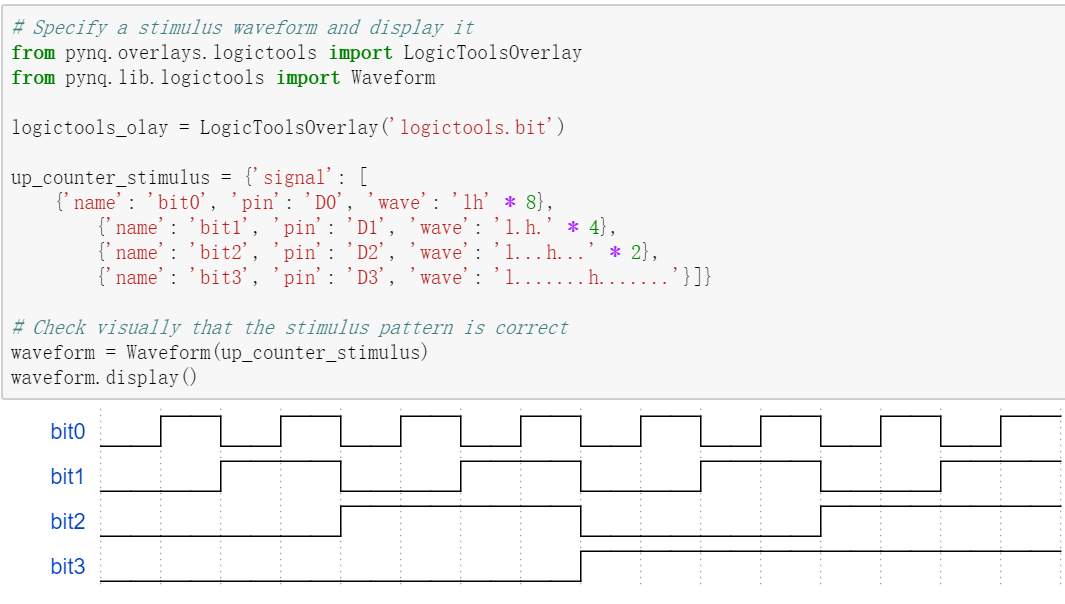 # Specify a stimulus waveform and display it
from pynq.overlays.logictools import LogicToolsOverlay
from pynq.lib.logictools import Waveform
logictools_olay = LogicToolsOverlay('logictools.bit')
up_counter_stimulus = {'signal': [
{'name': 'bit0', 'pin': 'D0', 'wave': 'lh' * 8},
{'name': 'bit1', 'pin': 'D1', 'wave': 'l.h.' * 4},
{'name': 'bit2', 'pin': 'D2', 'wave': 'l...h...' * 2},
{'name': 'bit3', 'pin': 'D3', 'wave': 'l.......h.......'}]}
# Check visually that the stimulus pattern is correct
waveform = Waveform(up_counter_stimulus)
waveform.display()
bit0
bit1
bit2
bit3